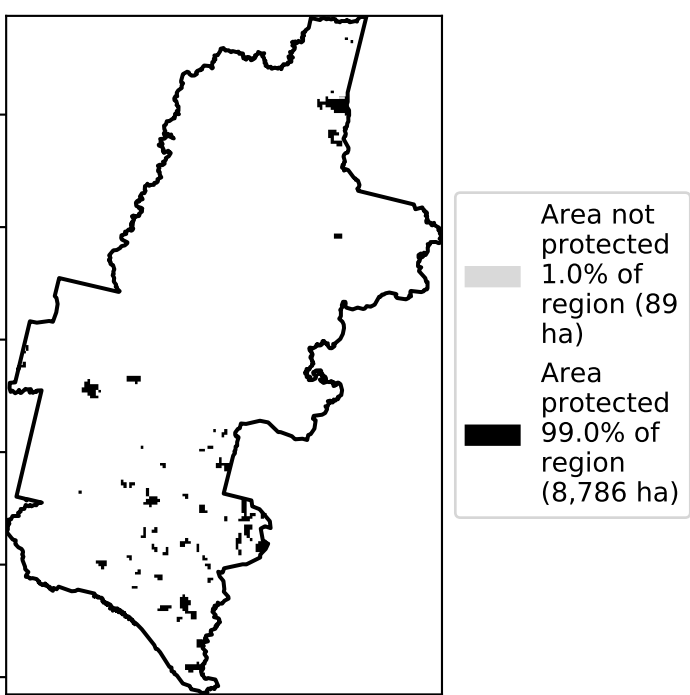 Area not
protected
1.0% of
region (89
ha)
Area
protected
99.0% of
region
(8,786 ha)